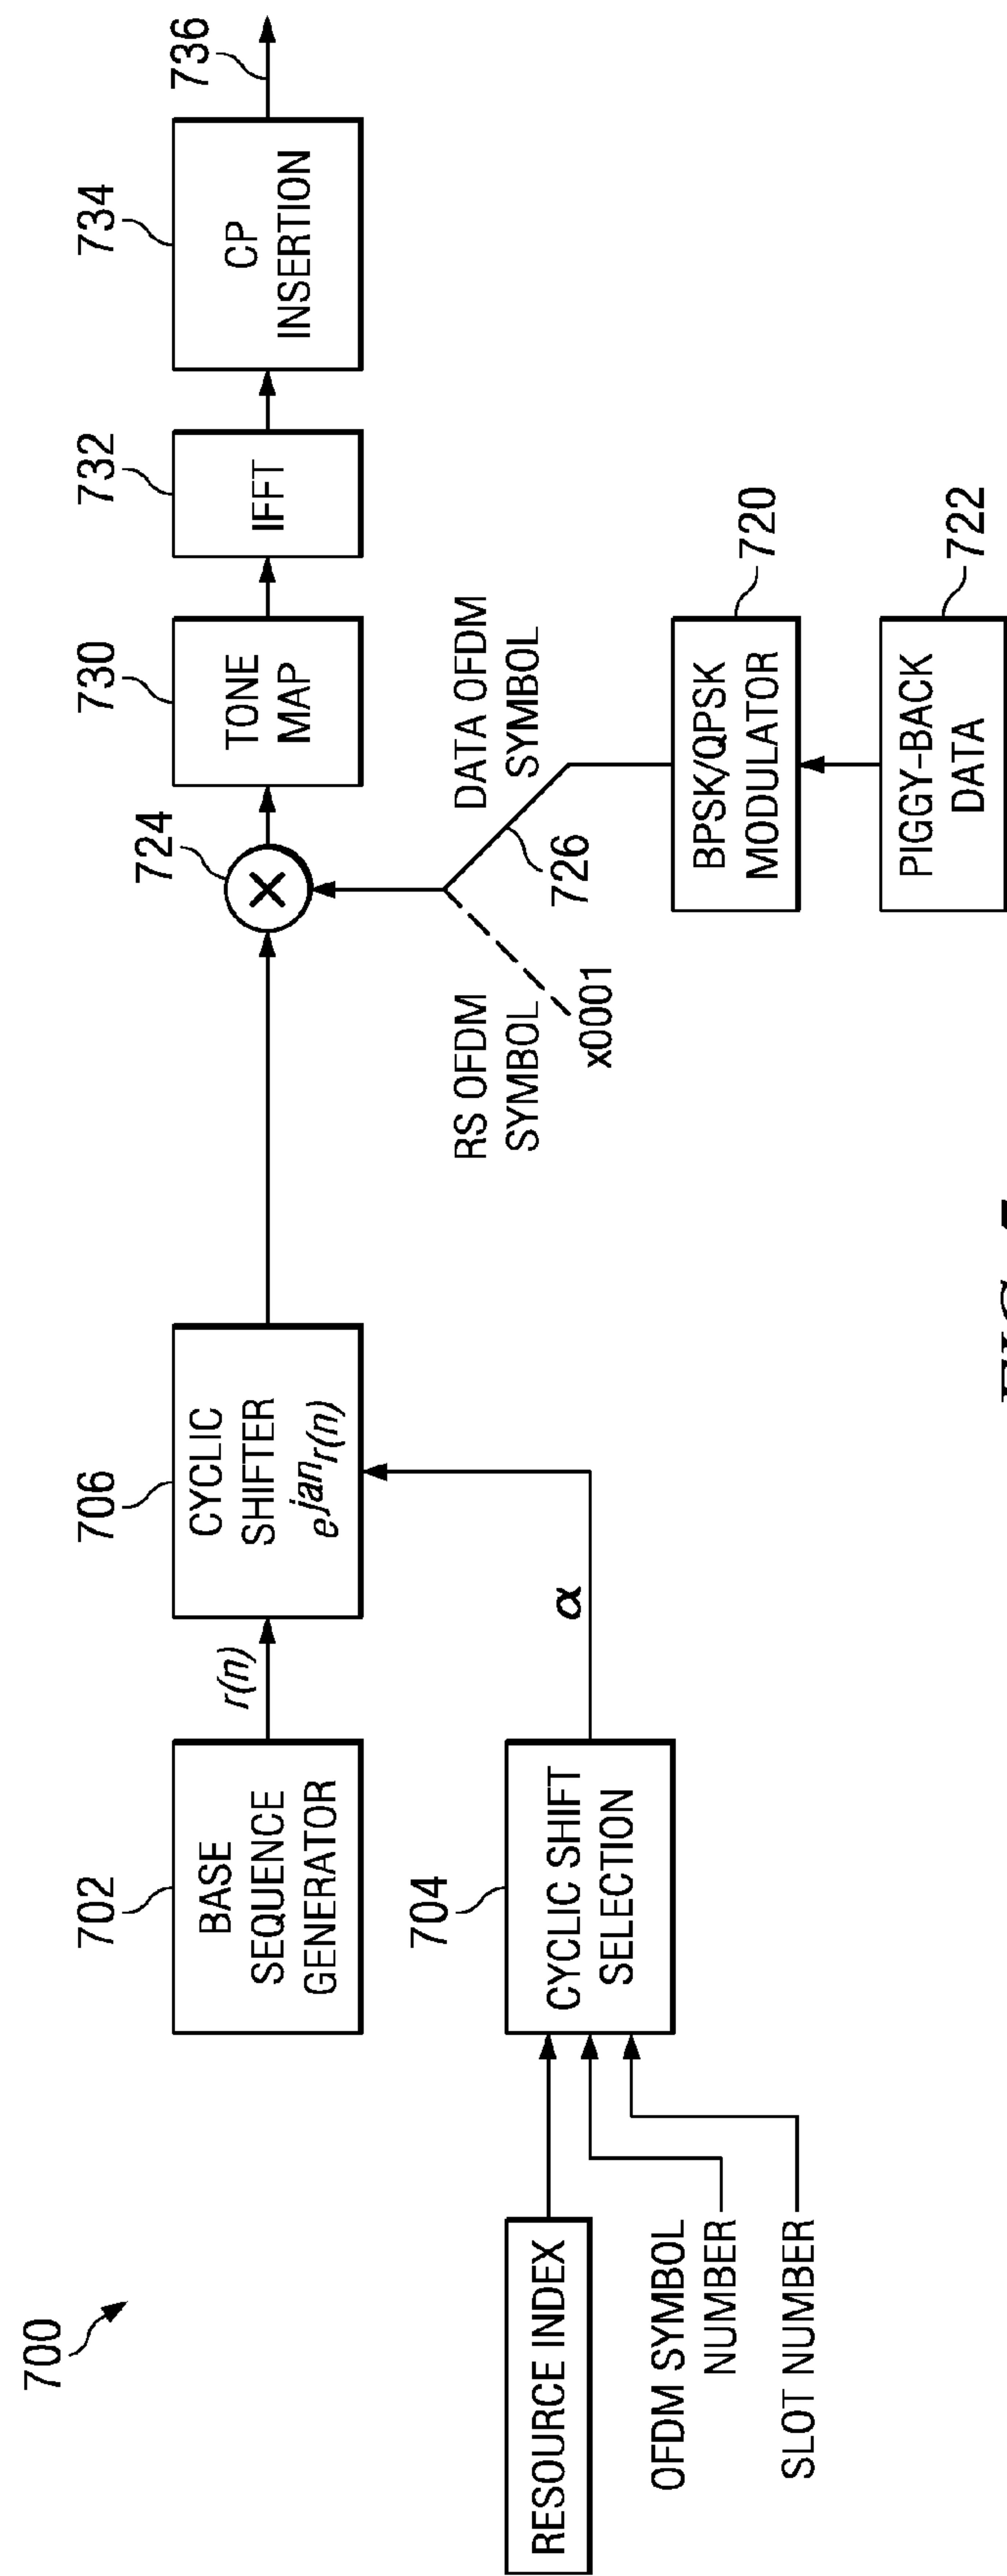 700
702
BASE
SEQUENCE
GENERATOR
r(n)
706
CYCLIC
SHIFTER
e^jan r(n)
724
730
TONE
MAP
732
IFFT
734
CP
INSERTION
736
RESOURCE INDEX
OFDM SYMBOL
NUMBER
SLOT NUMBER
704
CYCLIC SHIFT
SELECTION
α
RS OFDM
SYMBOL
x0001
DATA OFDM
SYMBOL
726
BPSK/QPSK
MODULATOR
720
PIGGY-BACK
DATA
722